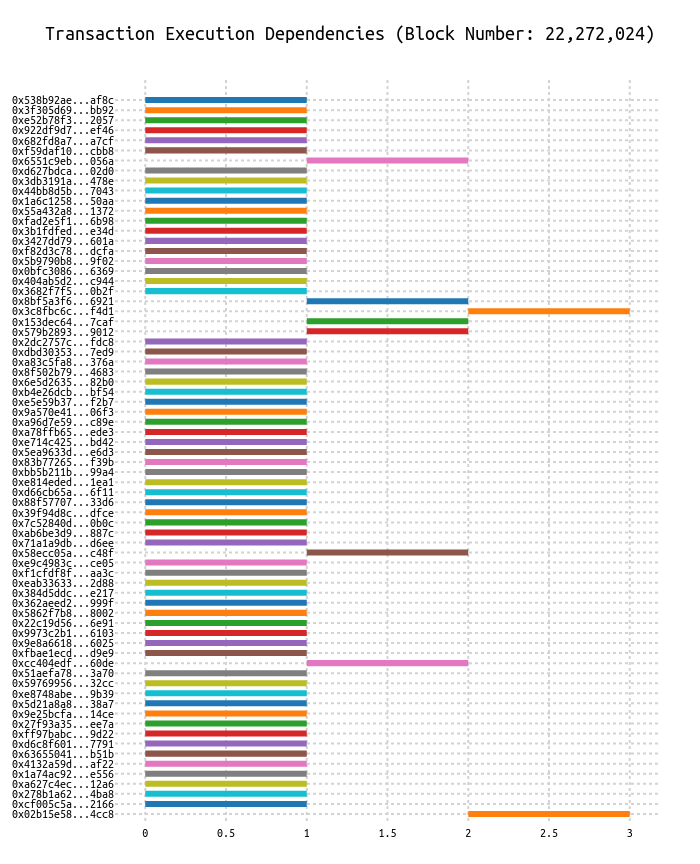 Transaction Execution Dependencies (Block Number: 22,272,024)
0x538b92ae...af8c
0x3f305d69...bb92
0xe52b78f3...2057
0x922df9d7...ef46
0x682fd8a7...a7cf
0xf59daf10...cbb8
0x6551c9eb...056a
0xd627bdca...02d0
0x3db3191a...478e
0x44bb8d5b...7043
0x1a6c1258...50aa
0x55a432a8...1372
0xfad2e5f1...6b98
0x3b1fdfed...e34d
0x3427dd79...601a
0xf82d3c78...dcfa
0x5b9790b8...9f02
0x0bfc3086...6369
0x404ab5d2...c944
0x3682f7f5...0b2f
0x8bf5a3f6...6921
0x3c8fbc6c...f4d1
0x153dec64...7caf
0x579b2893...9012
0x2dc2757c...fdc8
0xdbd30353...7ed9
0xa83c5fa8...376a
0x8f502b79...4683
0x6e5d2635...82b0
0xb4e26dcb...bf54
0xe5e59b37...f2b7
0x9a570e41...06f3
0xa96d7e59...c89e
0xa78ffb65...ede3
0xe714c425...bd42
0x5ea9633d...e6d3
0x83b77265...f39b
0xbb5b211b...99a4
0xe814eded...1ea1
0xd66cb65a...6f11
0x88f57707...33d6
0x39f94d8c...dfce
0x7c52840d...0b0c
0xab6be3d9...887c
0x71a1a9db...d6ee
0x58ecc05a...c48f
0xe9c4983c...ce05
0xf1cfdf8f...aa3c
0xeab33633...2d88
0x384d5ddc...e217
0x362aeed2...999f
0x5862f7b8...8002
0x22c19d56...6e91
0x9973c2b1...6103
0x9e8a6618...6025
0xfbae1ecd...d9e9
0xcc404edf...60de
0x51aefa78...3a70
0x59769956...32cc
0xe8748abe...9b39
0x5d21a8a8...38a7
0x9e25bcfa...14ce
0x27f93a35...ee7a
0xff97babc...9d22
0xd6c8f601...7791
0x63655041...b51b
0x4132a59d...af22
0x1a74ac92...e556
0xa627c4ec...12a6
0x278b1a62...4ba8
0xcf005c5a...2166
0x02b15e58...4cc8
0 0.5 1 1.5 2 2.5 3